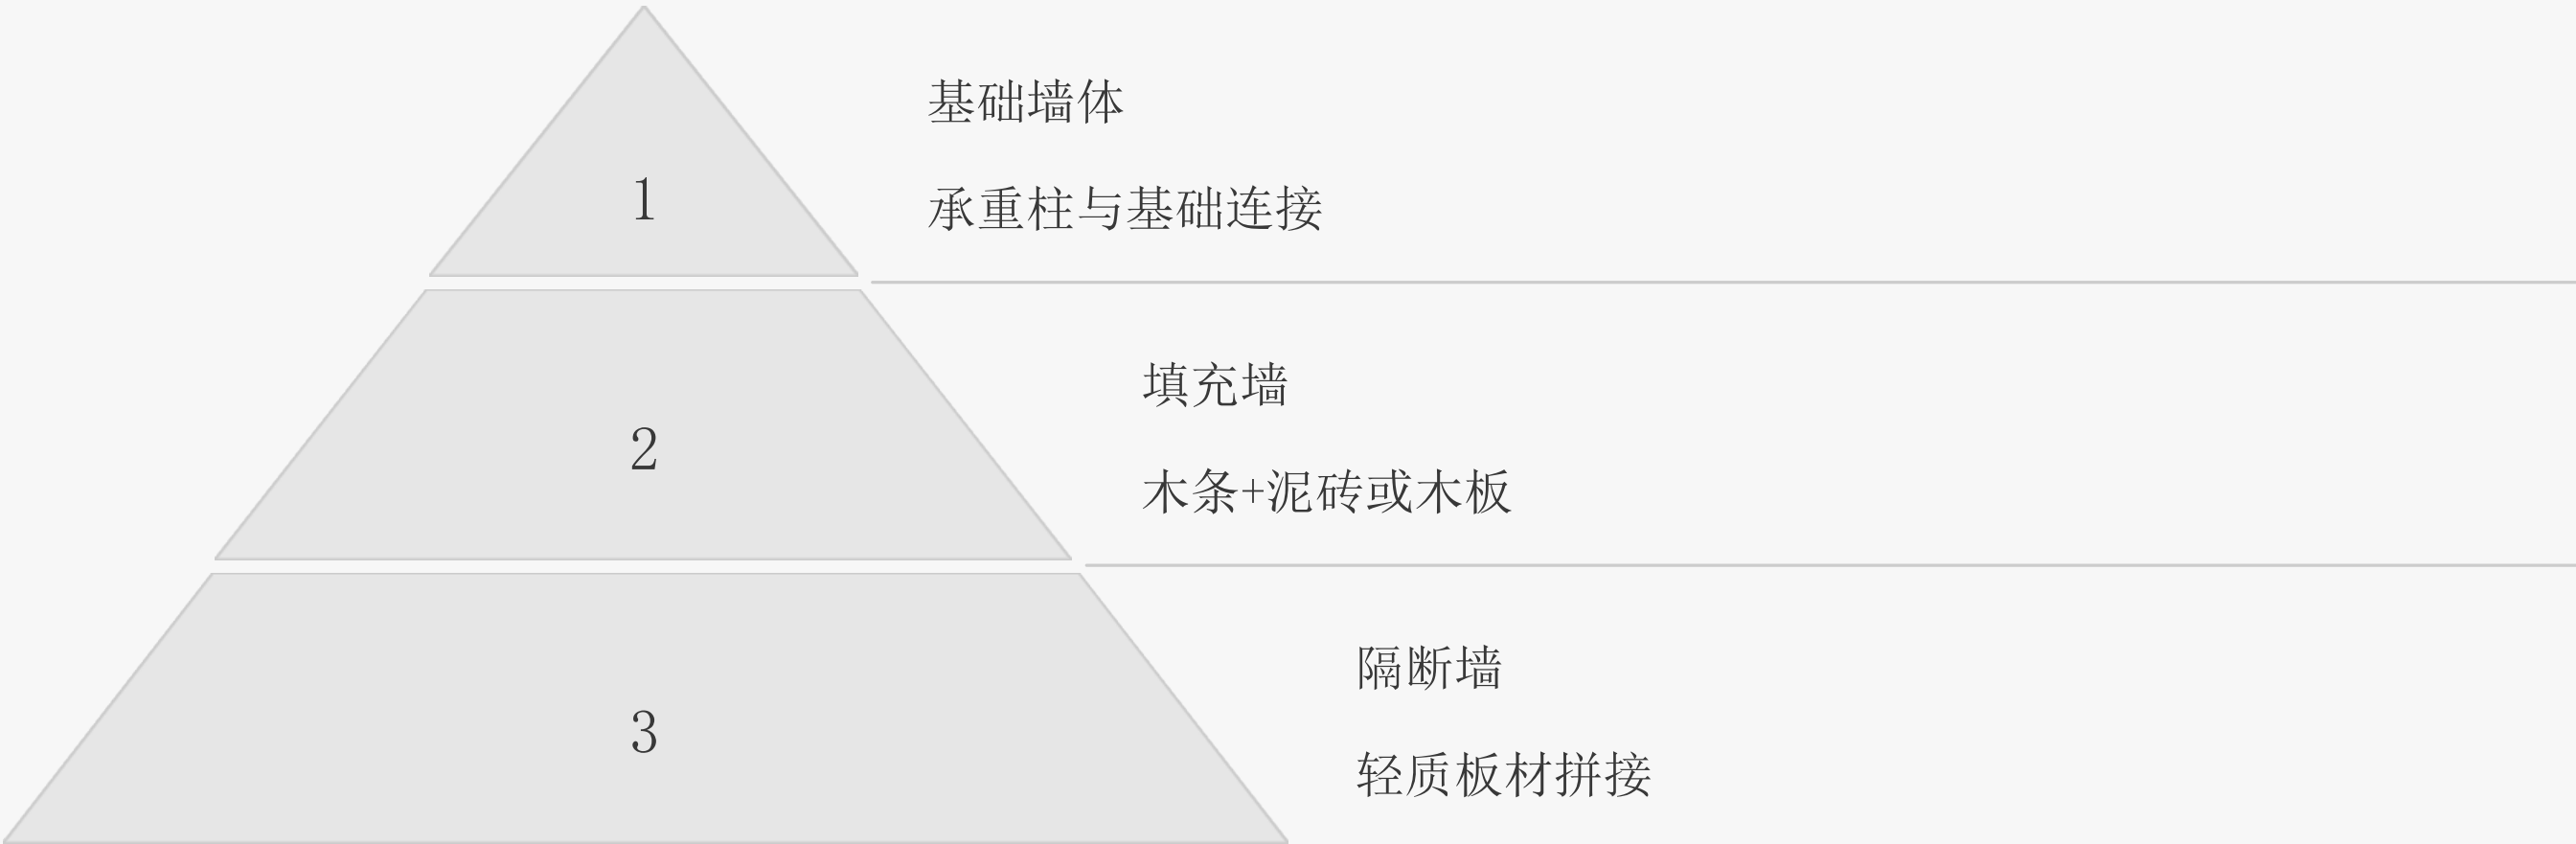 1
基础墙体
承重柱与基础连接
2
填充墙
木条+泥砖或木板
3
隔断墙
轻质板材拼接